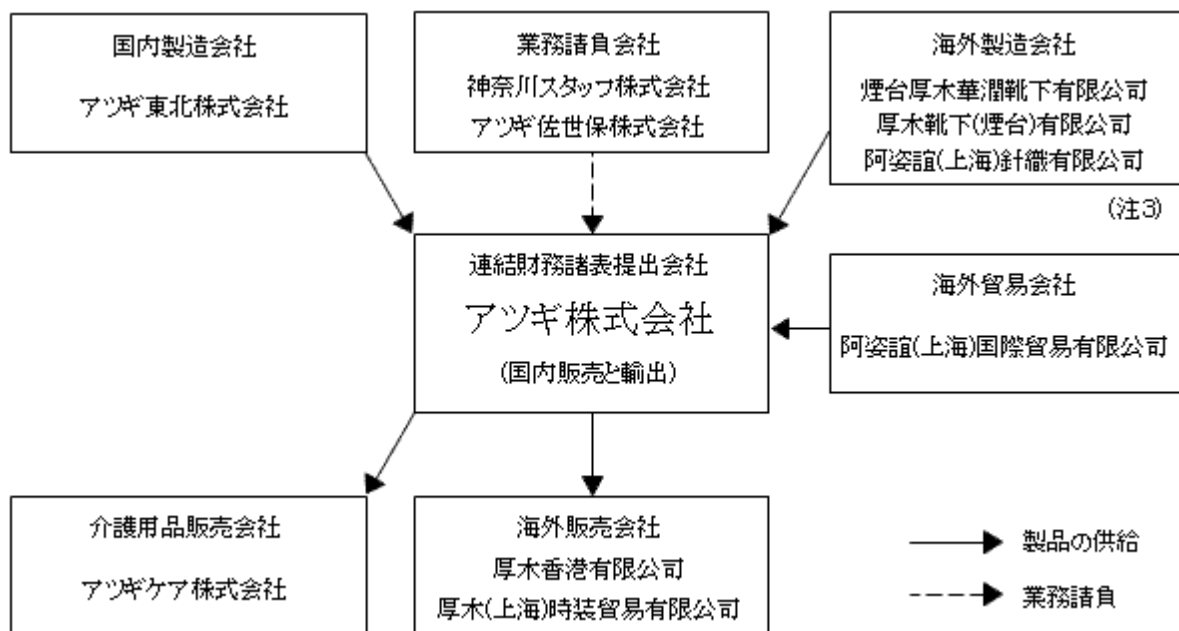 国内製造会社
アツギ東北株式会社
業務請負会社
神奈川スタッフ株式会社
アツギ佐世保株式会社
海外製造会社
煙台厚木華潤靴下有限公司
厚木靴下(煙台)有限公司
阿姿誼(上海)針織有限公司
(注3)
連結財務諸表提出会社
アツギ株式会社
(国内販売と輸出)
海外貿易会社
阿姿誼(上海)国際貿易有限公司
介護用品販売会社
アツギケア株式会社
海外販売会社
厚木香港有限公司
厚木(上海)時装貿易有限公司
製品の供給
業務請負